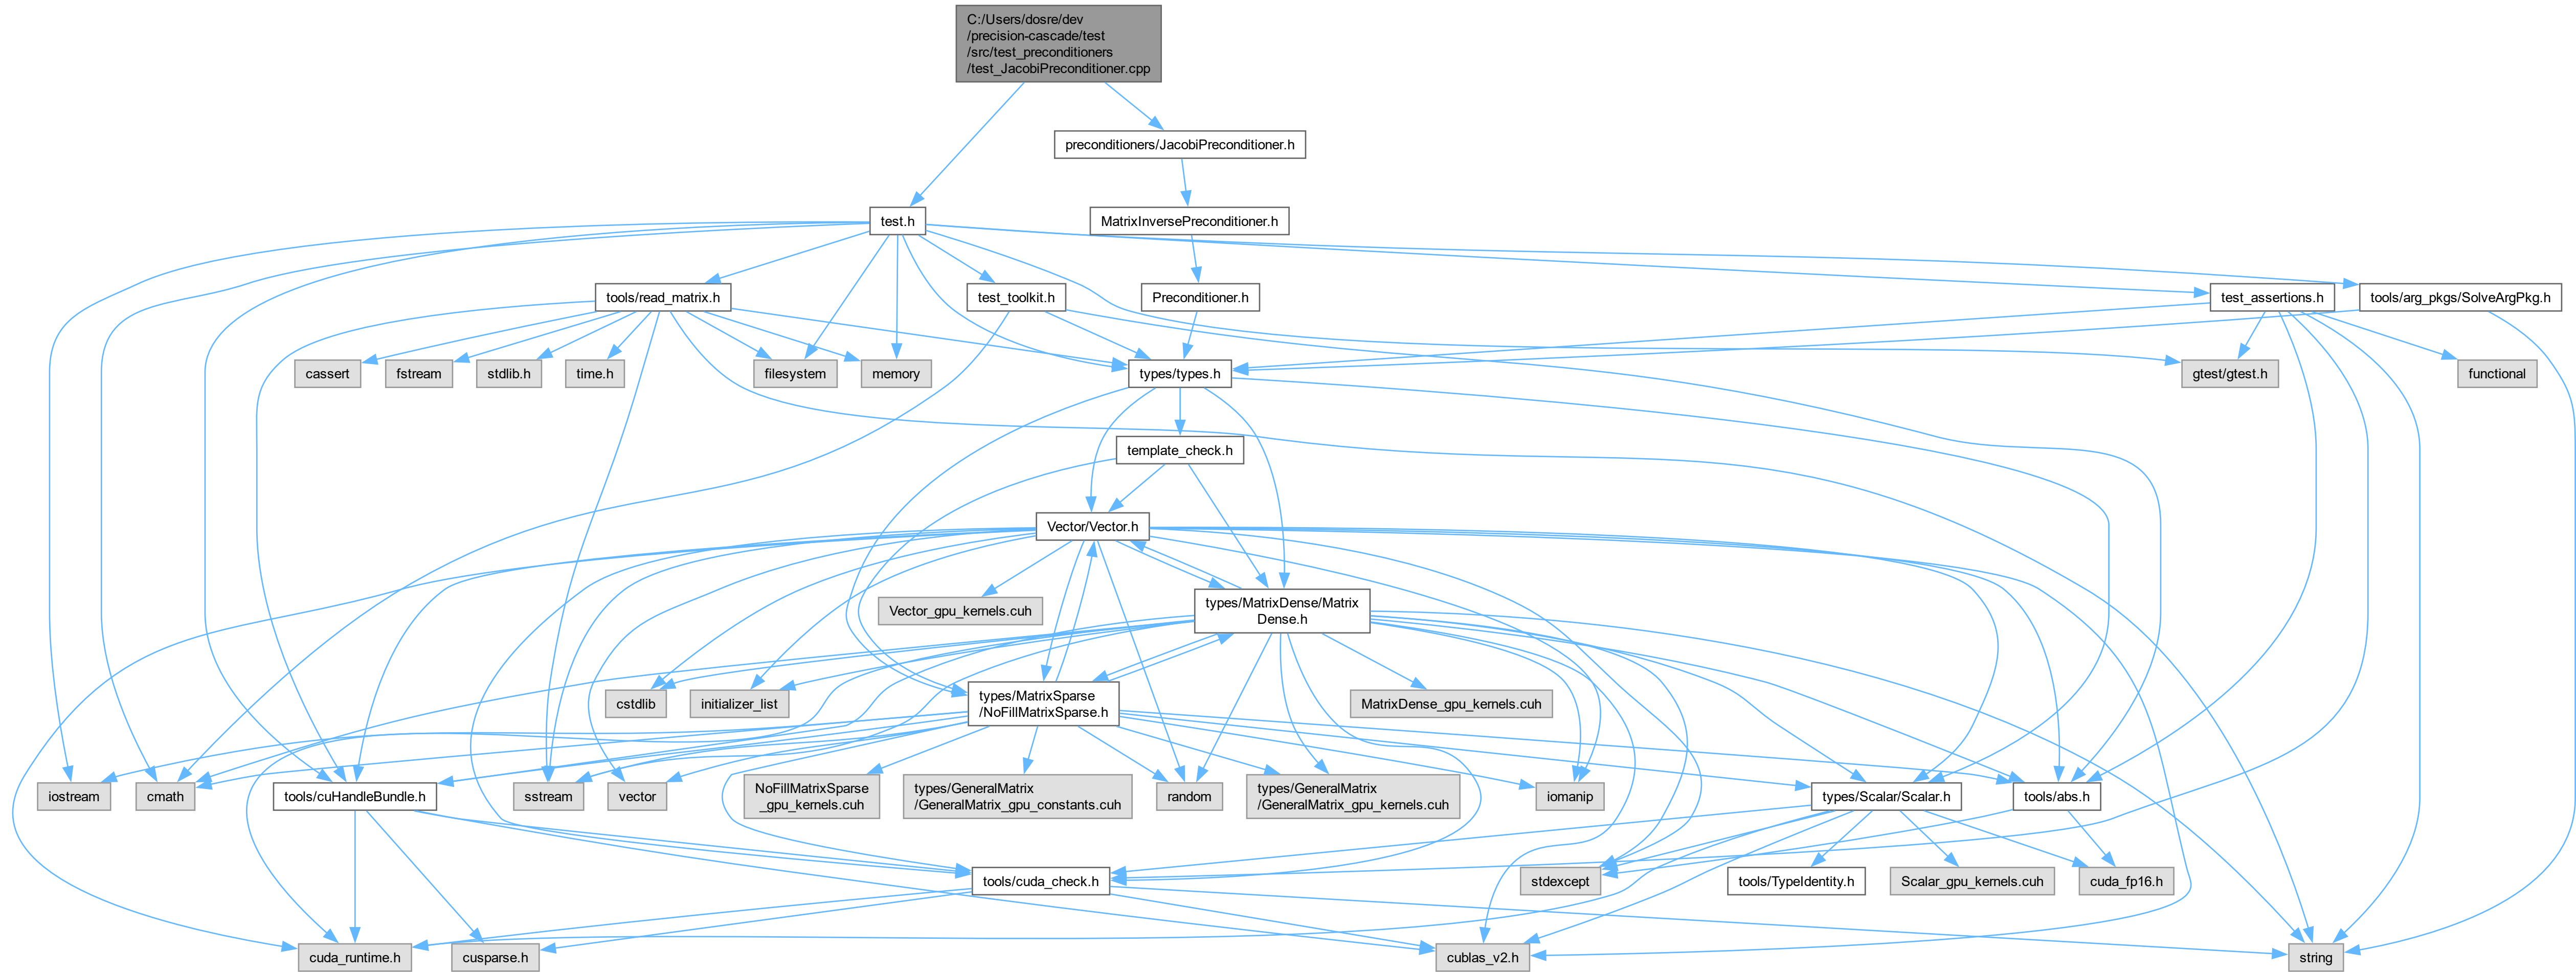 C:/Users/dosre/dev
/precision-cascade/test
/src/test_preconditioners
/test_JacobiPreconditioner.cpp
preconditioners/JacobiPreconditioner.h
test.h
MatrixInversePreconditioner.h
tools/read_matrix.h
test_toolkit.h
Preconditioner.h
test_assertions.h
tools/arg_pkgs/SolveArgPkg.h
cassert
fstream
stdlib.h
time.h
filesystem
memory
types/types.h
gtest/gtest.h
functional
template_check.h
Vector/Vector.h
Vector_gpu_kernels.cuh
types/MatrixDense/Matrix
Dense.h
cstdlib
initializer_list
types/MatrixSparse
/NoFillMatrixSparse.h
MatrixDense_gpu_kernels.cuh
iostream
cmath
tools/cuHandleBundle.h
sstream
vector
NoFillMatrixSparse
_gpu_kernels.cuh
types/GeneralMatrix
/GeneralMatrix_gpu_constants.cuh
random
types/GeneralMatrix
/GeneralMatrix_gpu_kernels.cuh
iomanip
types/Scalar/Scalar.h
tools/abs.h
tools/cuda_check.h
stdexcept
tools/TypeIdentity.h
Scalar_gpu_kernels.cuh
cuda_fp16.h
cuda_runtime.h
cusparse.h
cublas_v2.h
string